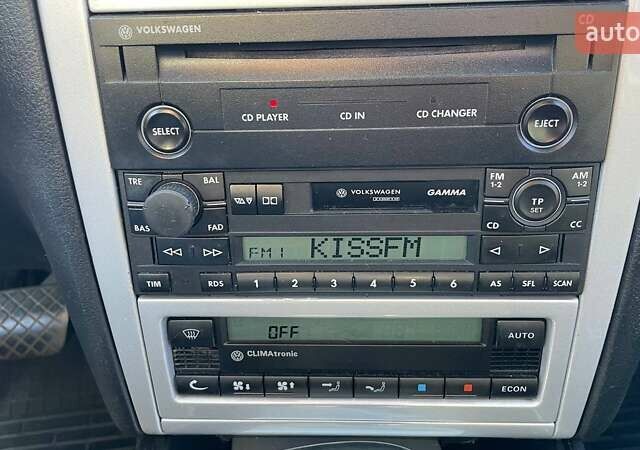 VOLKSWAGEN
CD auto
CD PLAYER CD IN CD CHANGER
SELECT EJECT
TRE BAL
BAS FAD
VOLKSWAGEN GAMMA
FM 1-2 AM 1-2
TP SET
CD CC
FM1 KISSFM
TIM RDS 1 2 3 4 5 6 AS SFL SCAN
OFF
AUTO
CLIMAtronic
ECON